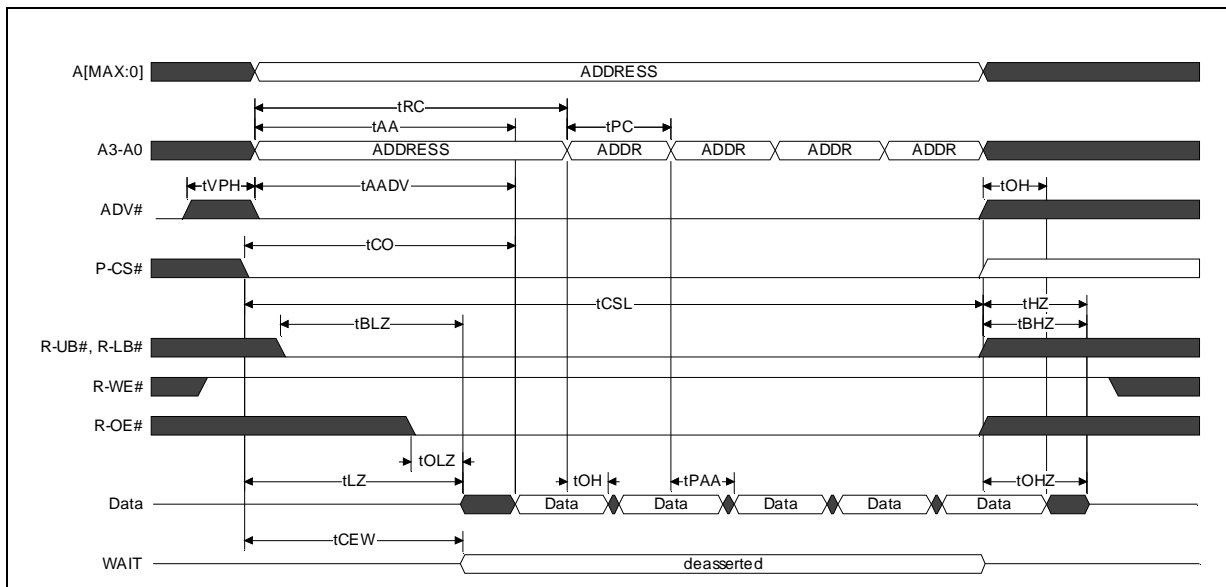 A[MAX:0] ADDRESS
tRC
tAA tPC
A3-A0 ADDRESS ADDR ADDR ADDR ADDR
tVPH tAADV tOH
ADV#
tCO
P-CS#
tCSL tHZ
tBLZ tBHZ
R-UB#, R-LB#
R-WE#
R-OE#
tOLZ
tLZ tOH tPAA tOHZ
Data Data Data Data Data Data
tCEW
WAIT deasserted